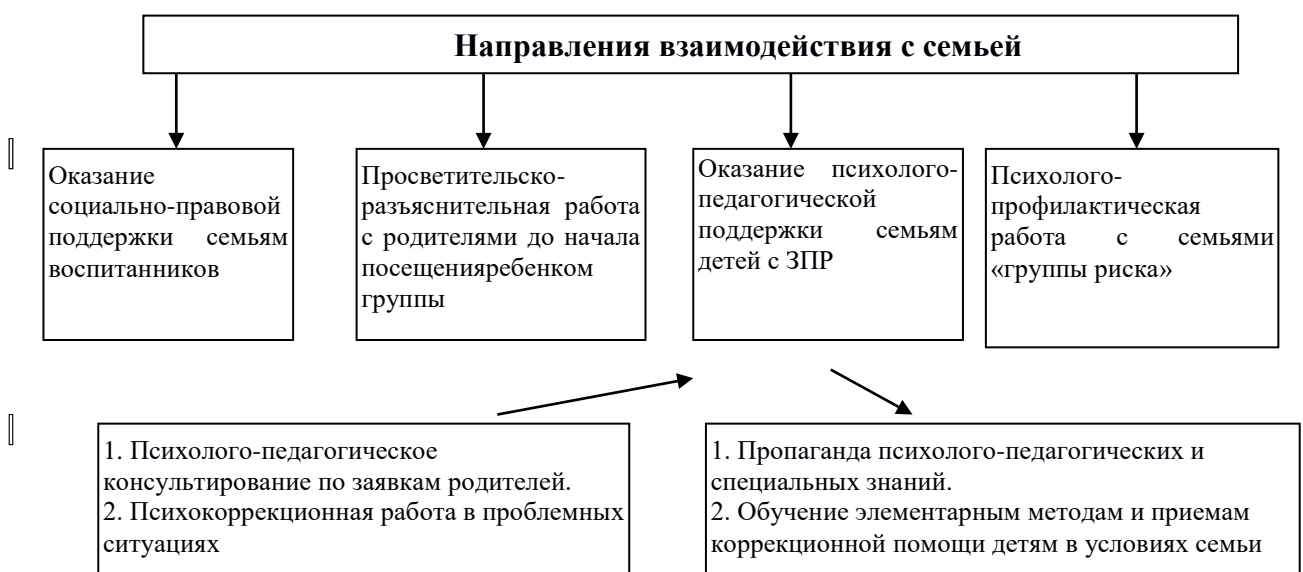 Направления взаимодействия с семьей
Оказание
социально-правовой
поддержки семьям
воспитанников
Просветительско-
разъяснительная работа
с родителями до начала
посещенияребенком
группы
Оказание психолого-
педагогической
поддержки семьям
детей с ЗПР
Психолого-
профилактическая
работа с семьями
«группы риска»
1. Психолого-педагогическое
консультирование по заявкам родителей.
2. Психокоррекционная работа в проблемных
ситуациях
1. Пропаганда психолого-педагогических и
специальных знаний.
2. Обучение элементарным методам и приемам
коррекционной помощи детям в условиях семьи